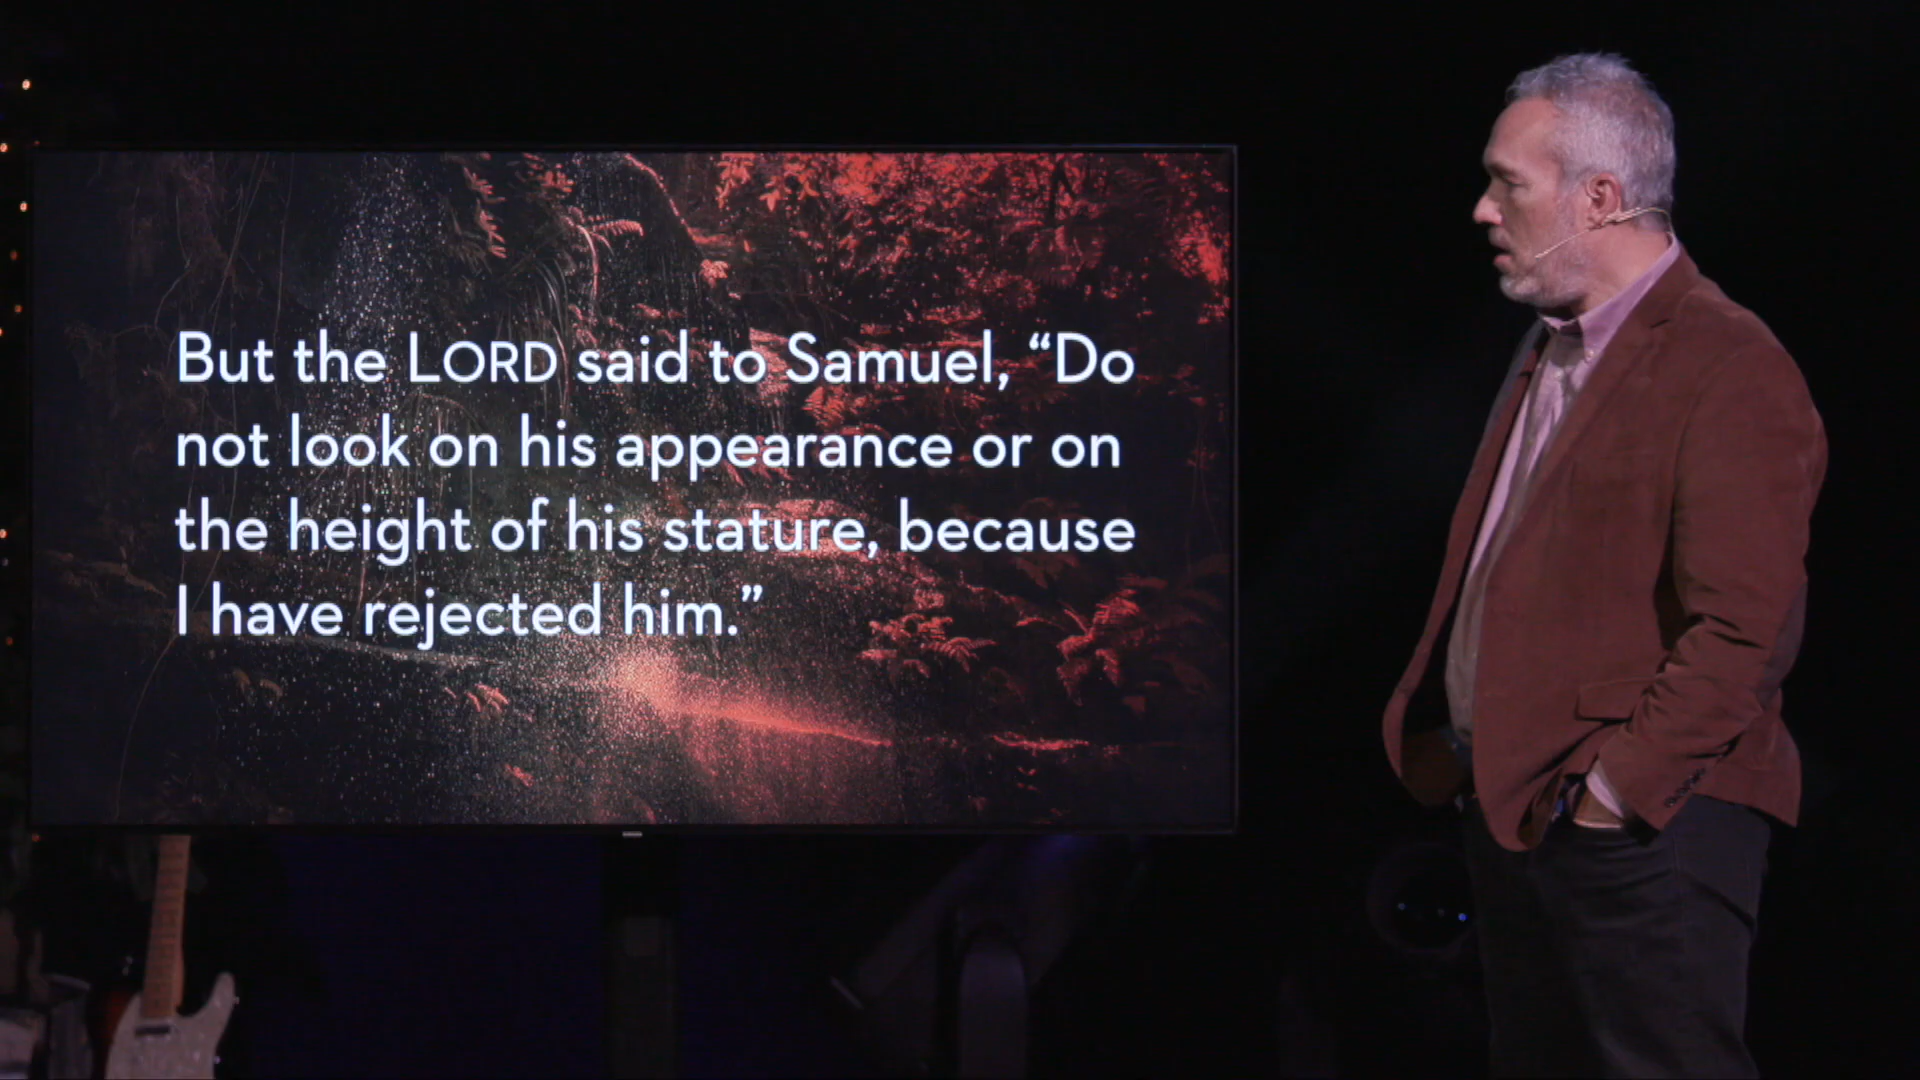 But the LORD said to Samuel, “Do
not look on his appearance or on
the height of his stature, because
I have rejected him.”